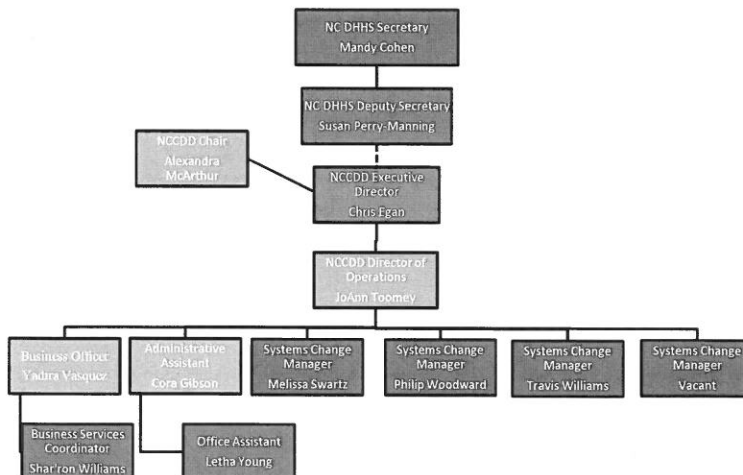 NC DHHS Secretary
Mandy Cohen
NC DHHS Deputy Secretary
Susan Perry-Manning
NCCDD Chair
Alexandra
McArthur
NCCDD Executive
Director
Chris Egan
NCCDD Director of
Operations
JoAnn Toomey
Business Officer
Yadira Vasquez
Administrative
Assistant
Cora Gibson
Systems Change
Manager
Melissa Swartz
Systems Change
Manager
Philip Woodward
Systems Change
Manager
Travis Williams
Systems Change
Manager
Vacant
Business Services
Coordinator
Shar'ron Williams
Office Assistant
Letha Young